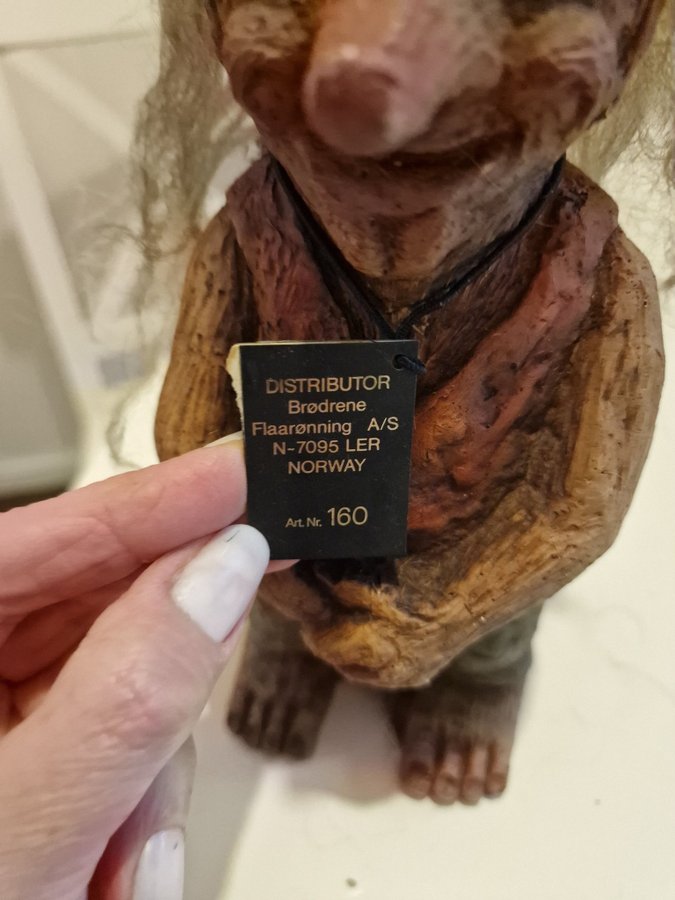 DISTRIBUTOR
Brødrene
Flaarønning A/S
N-7095 LER
NORWAY
Art. Nr. 160